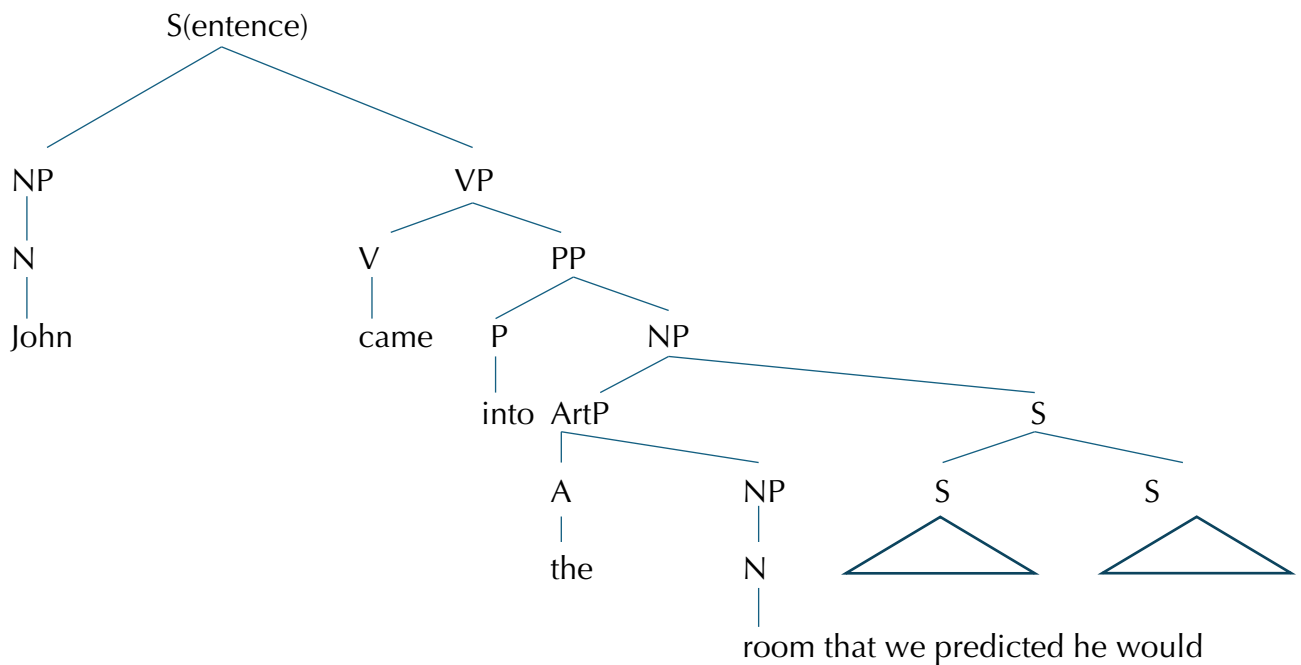 S(entence)
NP VP
N V PP
John came P NP
into ArtP S
A NP S S
the N
room that we predicted he would